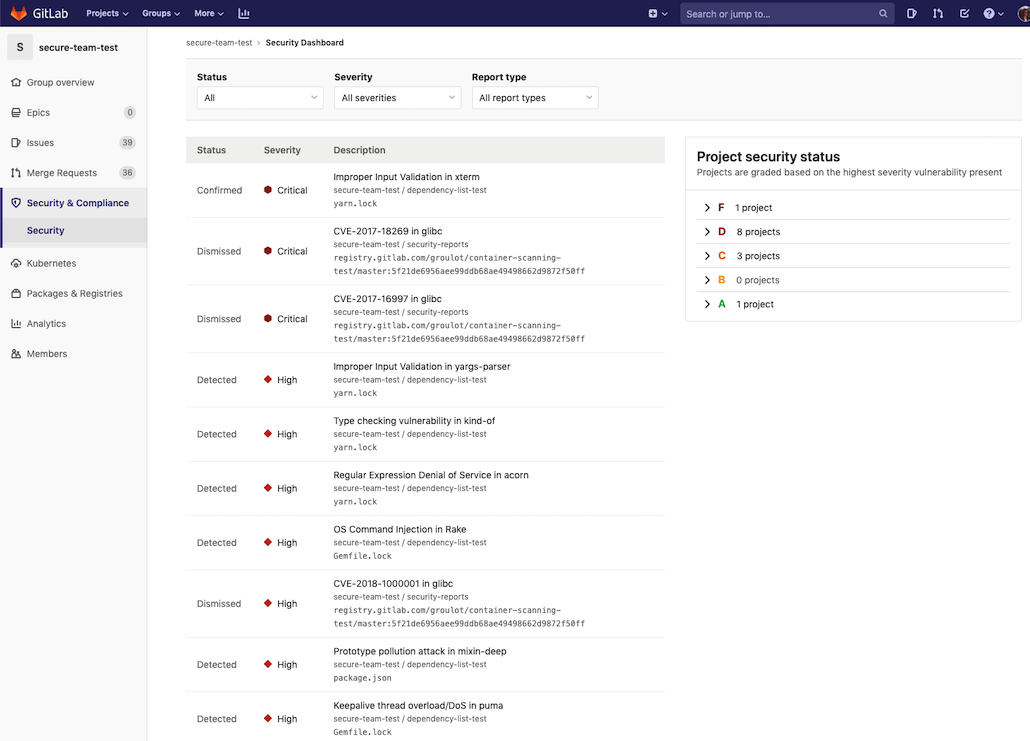 GitLab Projects Groups More Search or jump to...
S secure-team-test
secure-team-test › Security Dashboard
Group overview
Epics 0
Issues 39
Merge Requests 36
Security & Compliance
Security
Kubernetes
Packages & Registries
Analytics
Members
Status Severity Report type
All All severities All report types
Status Severity Description
Confirmed Critical Improper Input Validation in xterm
secure-team-test / dependency-list-test
yarn.lock
Dismissed Critical CVE-2017-18269 in glibc
secure-team-test / security-reports
registry.gitlab.com/groulot/container-scanning-
test/master:5f21de6956aee99ddb68ae49498662d9872f50ff
Dismissed Critical CVE-2017-16997 in glibc
secure-team-test / security-reports
registry.gitlab.com/groulot/container-scanning-
test/master:5f21de6956aee99ddb68ae49498662d9872f50ff
Detected High Improper Input Validation in yargs-parser
secure-team-test / dependency-list-test
yarn.lock
Detected High Type checking vulnerability in kind-of
secure-team-test / dependency-list-test
yarn.lock
Detected High Regular Expression Denial of Service in acorn
secure-team-test / dependency-list-test
yarn.lock
Detected High OS Command Injection in Rake
secure-team-test / dependency-list-test
Gemfile.lock
Dismissed High CVE-2018-1000001 in glibc
secure-team-test / security-reports
registry.gitlab.com/groulot/container-scanning-
test/master:5f21de6956aee99ddb68ae49498662d9872f50ff
Detected High Prototype pollution attack in mixin-deep
secure-team-test / dependency-list-test
package.json
Detected High Keepalive thread overload/DoS in puma
secure-team-test / dependency-list-test
Gemfile.lock
Project security status
Projects are graded based on the highest severity vulnerability present
F 1 project
D 8 projects
C 3 projects
B 0 projects
A 1 project